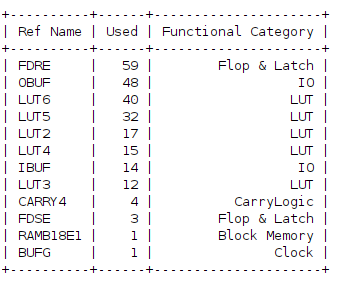 +----------+------+---------------------+
| Ref Name | Used | Functional Category |
+----------+------+---------------------+
| FDRE     |   59 |        Flop & Latch |
| OBUF     |   48 |                  IO |
| LUT6     |   40 |                 LUT |
| LUT5     |   32 |                 LUT |
| LUT2     |   17 |                 LUT |
| LUT4     |   15 |                 LUT |
| IBUF     |   14 |                  IO |
| LUT3     |   12 |                 LUT |
| CARRY4   |    4 |          CarryLogic |
| FDSE     |    3 |        Flop & Latch |
| RAMB18E1 |    1 |        Block Memory |
| BUFG     |    1 |               Clock |
+----------+------+---------------------+